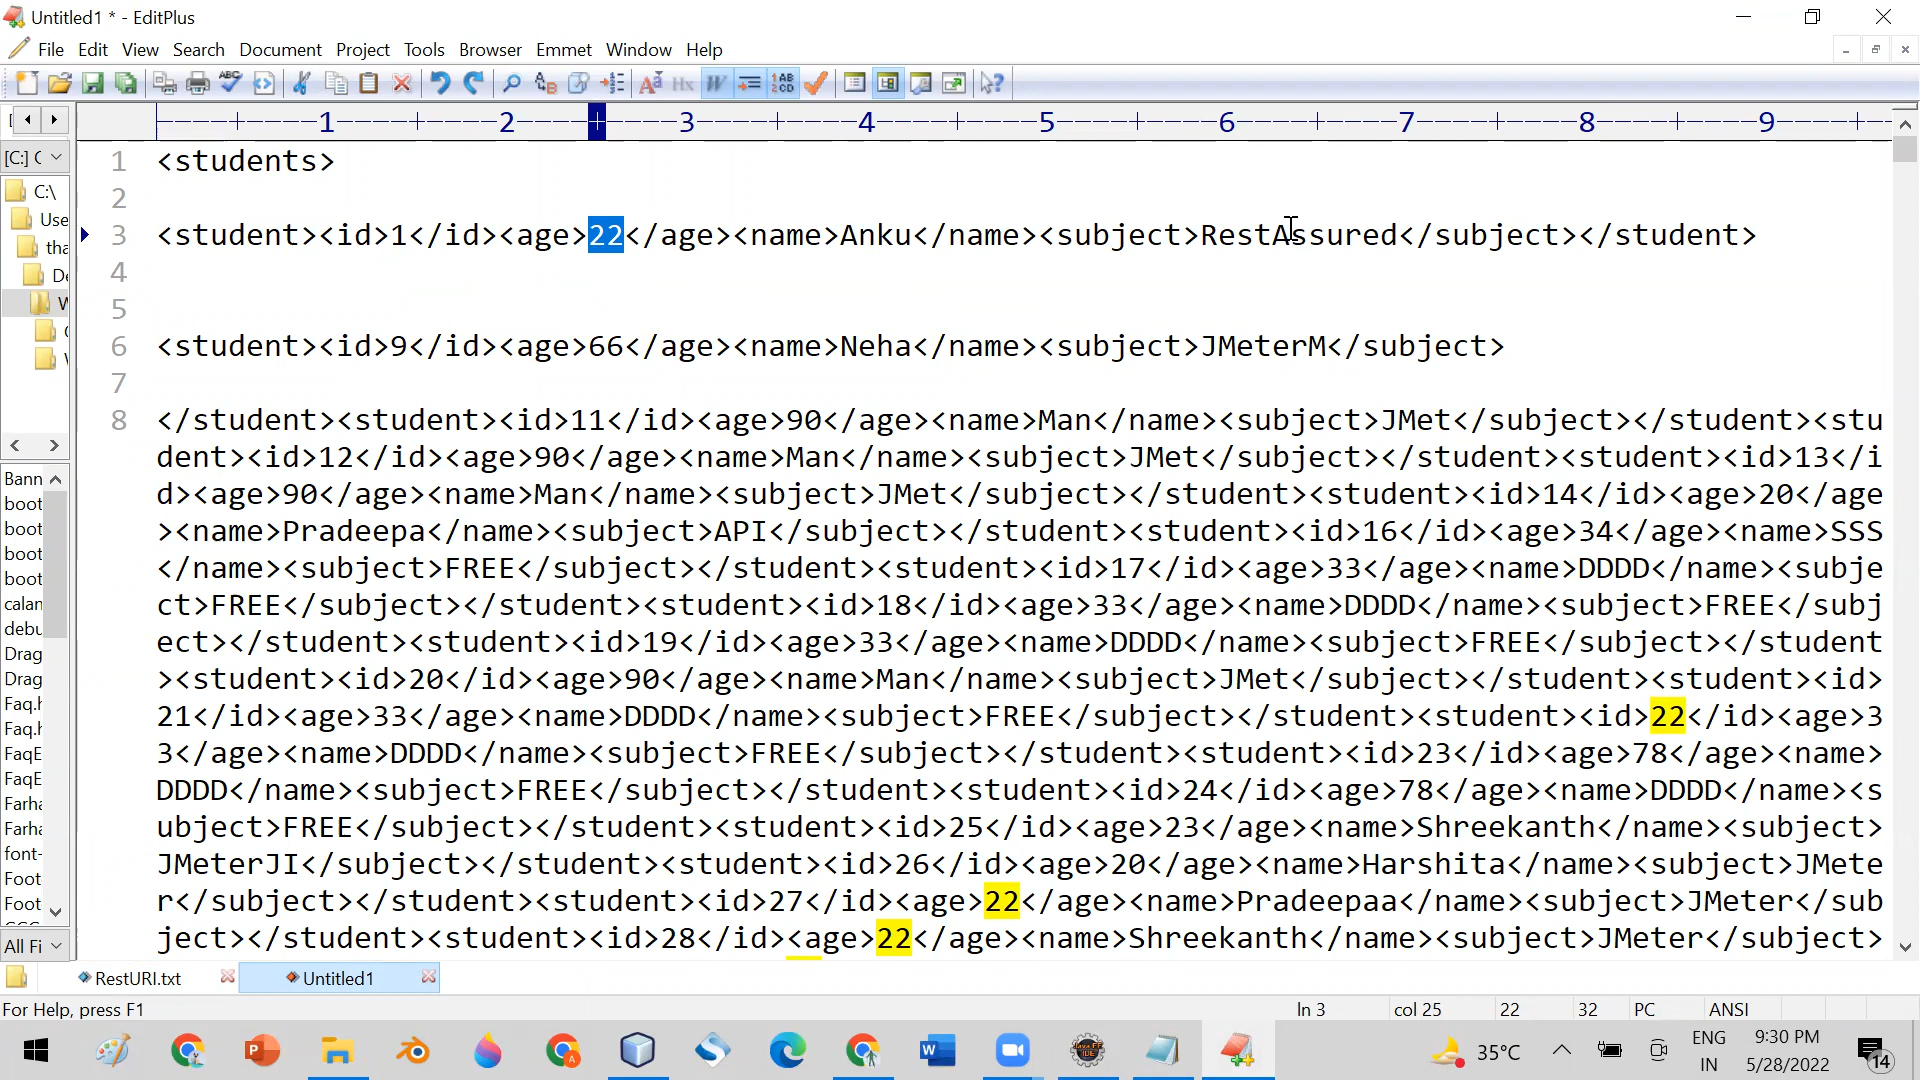 Untitled1 * - EditPlus
File Edit View Search Document Project Tools Browser Emmet Window Help
1 2 3 4 5 6 7 8 9
[C:] C
C:\
Use
tha
De
W
1 <students>
2
3 <student><id>1</id><age>22</age><name>Anku</name><subject>RestAssured</subject></student>
4
5
6 <student><id>9</id><age>66</age><name>Neha</name><subject>JMeterM</subject>
7
8 </student><student><id>11</id><age>90</age><name>Man</name><subject>JMet</subject></student><stu
dent><id>12</id><age>90</age><name>Man</name><subject>JMet</subject></student><student><id>13</i
d><age>90</age><name>Man</name><subject>JMet</subject></student><student><id>14</id><age>20</age
><name>Pradeepa</name><subject>API</subject></student><student><id>16</id><age>34</age><name>SSS
</name><subject>FREE</subject></student><student><id>17</id><age>33</age><name>DDDD</name><subje
ct>FREE</subject></student><student><id>18</id><age>33</age><name>DDDD</name><subject>FREE</subj
ect></student><student><id>19</id><age>33</age><name>DDDD</name><subject>FREE</subject></student
><student><id>20</id><age>90</age><name>Man</name><subject>JMet</subject></student><student><id>
21</id><age>33</age><name>DDDD</name><subject>FREE</subject></student><student><id>22</id><age>3
3</age><name>DDDD</name><subject>FREE</subject></student><student><id>23</id><age>78</age><name>
DDDD</name><subject>FREE</subject></student><student><id>24</id><age>78</age><name>DDDD</name><s
ubject>FREE</subject></student><student><id>25</id><age>23</age><name>Shreekanth</name><subject>
JMeterJI</subject></student><student><id>26</id><age>20</age><name>Harshita</name><subject>JMete
r</subject></student><student><id>27</id><age>22</age><name>Pradeepaa</name><subject>JMeter</sub
ject></student><student><id>28</id><age>22</age><name>Shreekanth</name><subject>JMeter</subject>
Bann
boot
boot
boot
boot
calan
debu
Drag
Drag
Faq.h
Faq.h
FaqE
FaqE
Farha
Farha
font-
Foot
Foot
All Fi
RestURI.txt Untitled1
For Help, press F1 ln 3 col 25 22 32 PC ANSI
35°C ENG IN 9:30 PM 5/28/2022 14